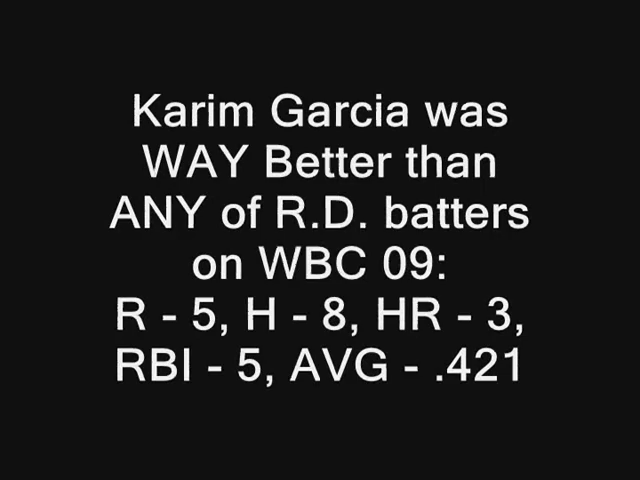 Karim Garcia was
WAY Better than
ANY of R.D. batters
on WBC 09:
R - 5, H - 8, HR - 3,
RBI - 5, AVG - .421